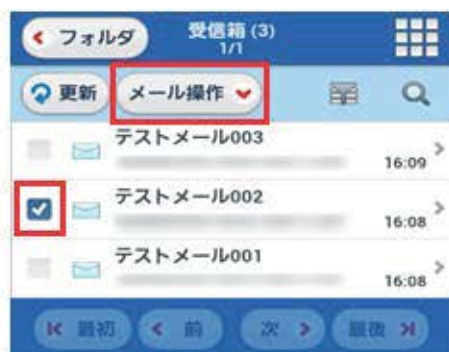 フォルダ
受信箱 (3)
1/1
更新
メール操作
テストメール003
16:09
テストメール002
16:08
テストメール001
16:08
最初
前
次
最後